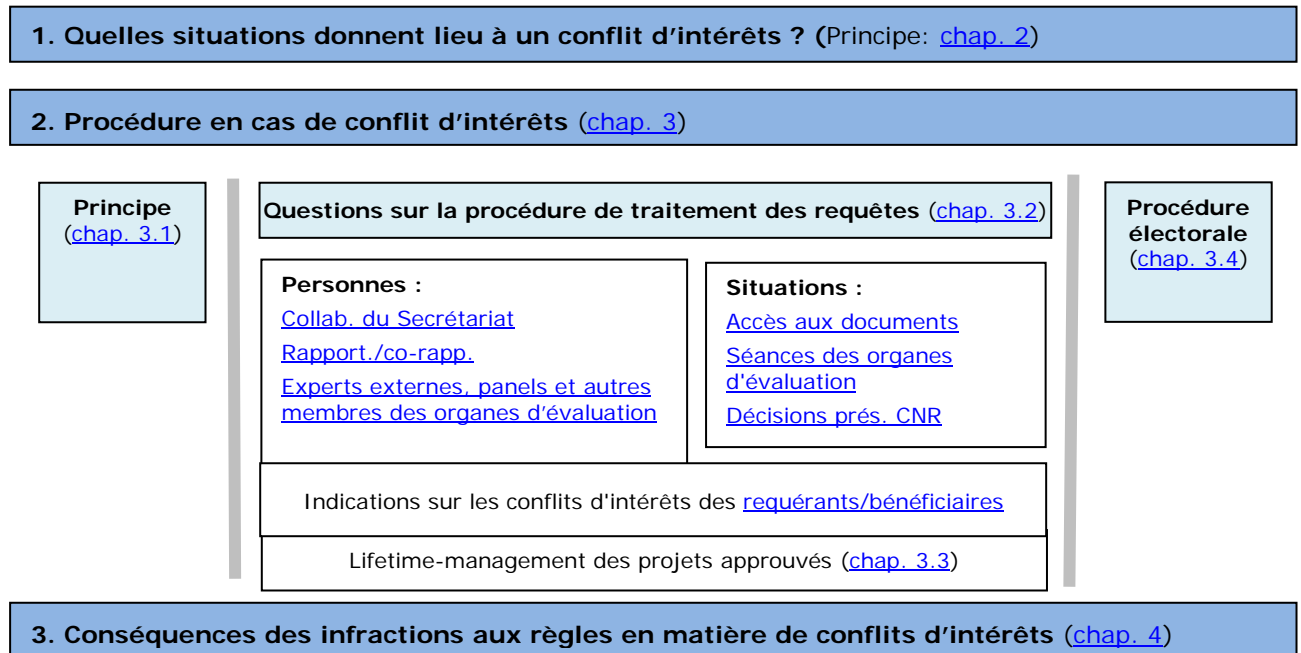 1. Quelles situations donnent lieu à un conflit d'intérêts ? (Principe: chap. 2)
2. Procédure en cas de conflit d'intérêts (chap. 3)
Principe
(chap. 3.1)
Questions sur la procédure de traitement des requêtes (chap. 3.2)
Personnes :
Collab. du Secrétariat
Rapport./co-rapp.
Experts externes, panels et autres
membres des organes d'évaluation
Situations :
Accès aux documents
Séances des organes
d'évaluation
Décisions prés. CNR
Procédure
électorale
(chap. 3.4)
Indications sur les conflits d'intérêts des requérants/bénéficiaires
Lifetime-management des projets approuvés (chap. 3.3)
3. Conséquences des infractions aux règles en matière de conflits d'intérêts (chap. 4)